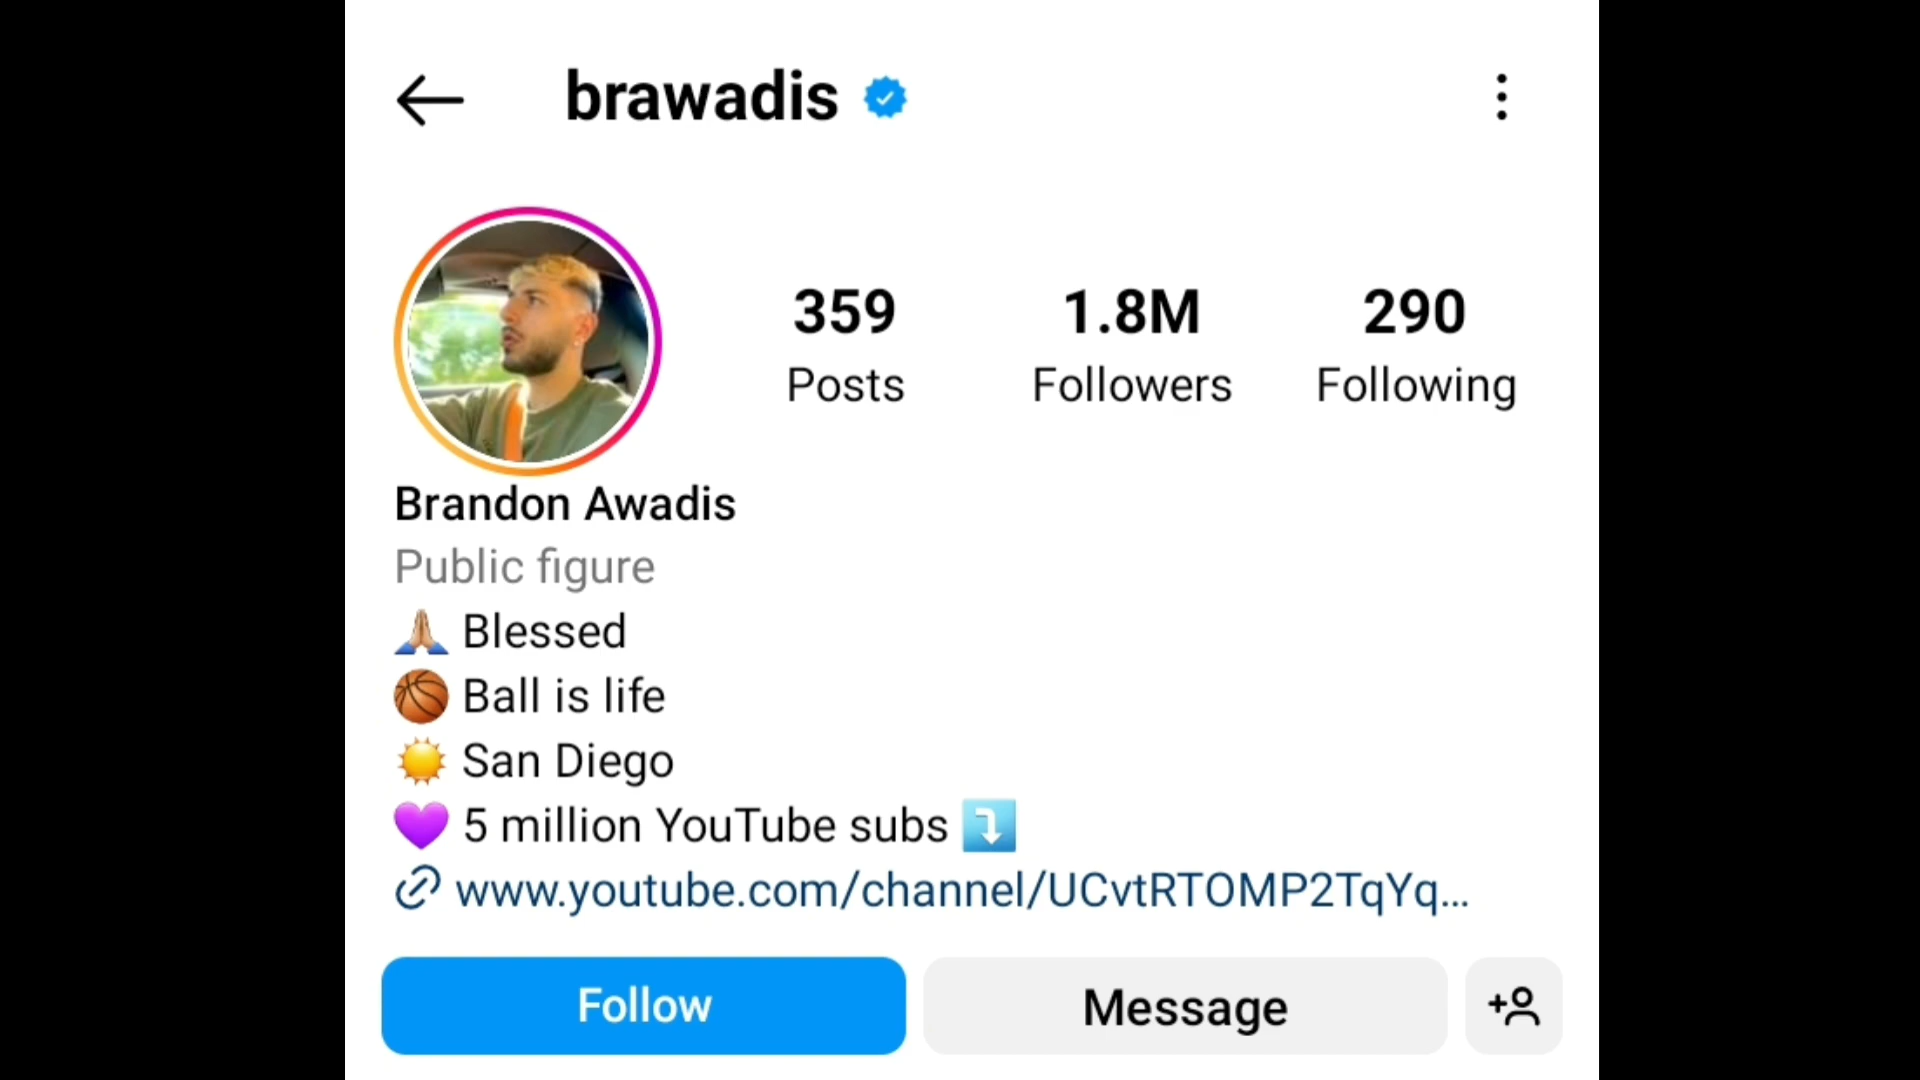 brawadis
359 1.8M 290
Posts Followers Following
Brandon Awadis
Public figure
🙏🏼 Blessed
🏀 Ball is life
☀️ San Diego
💜 5 million YouTube subs ⤵️
www.youtube.com/channel/UCvtRTOMP2TqYq...
Follow Message